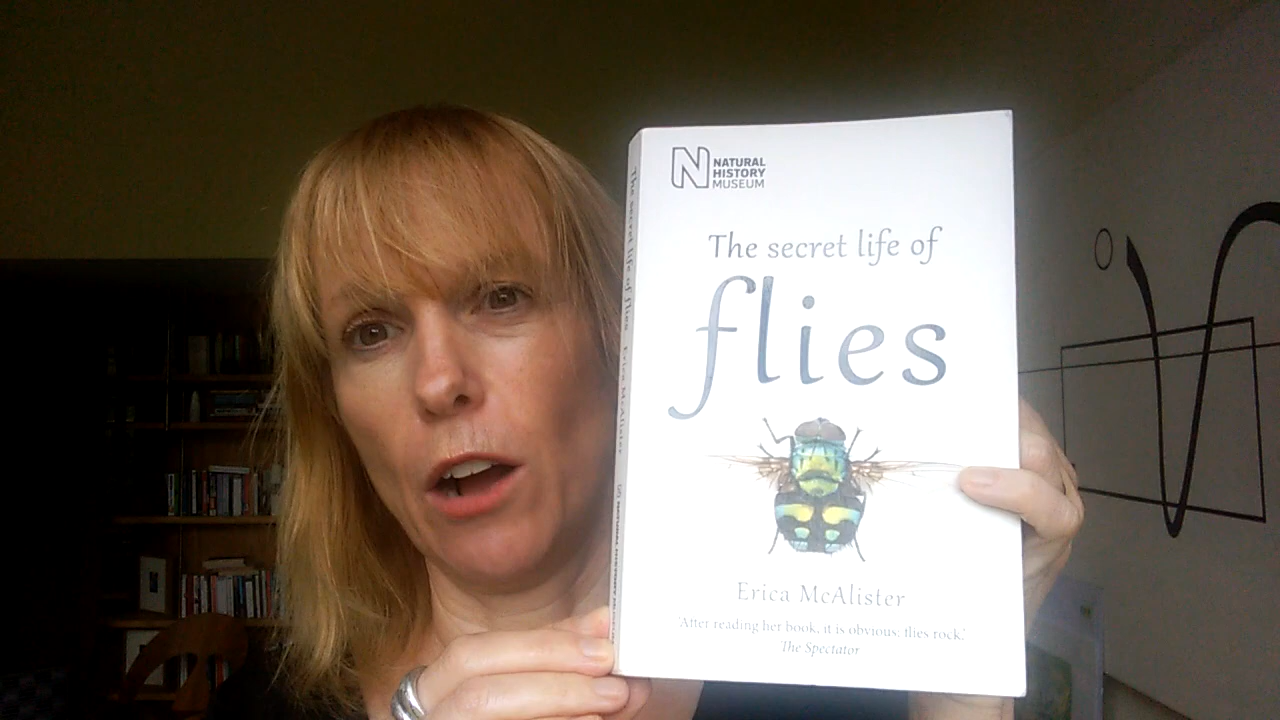 NATURAL
HISTORY
MUSEUM
The secret life of
flies
Erica McAlister
'After reading her book, it is obvious: flies rock.'
The Spectator
The secret life of flies Erica McAlister